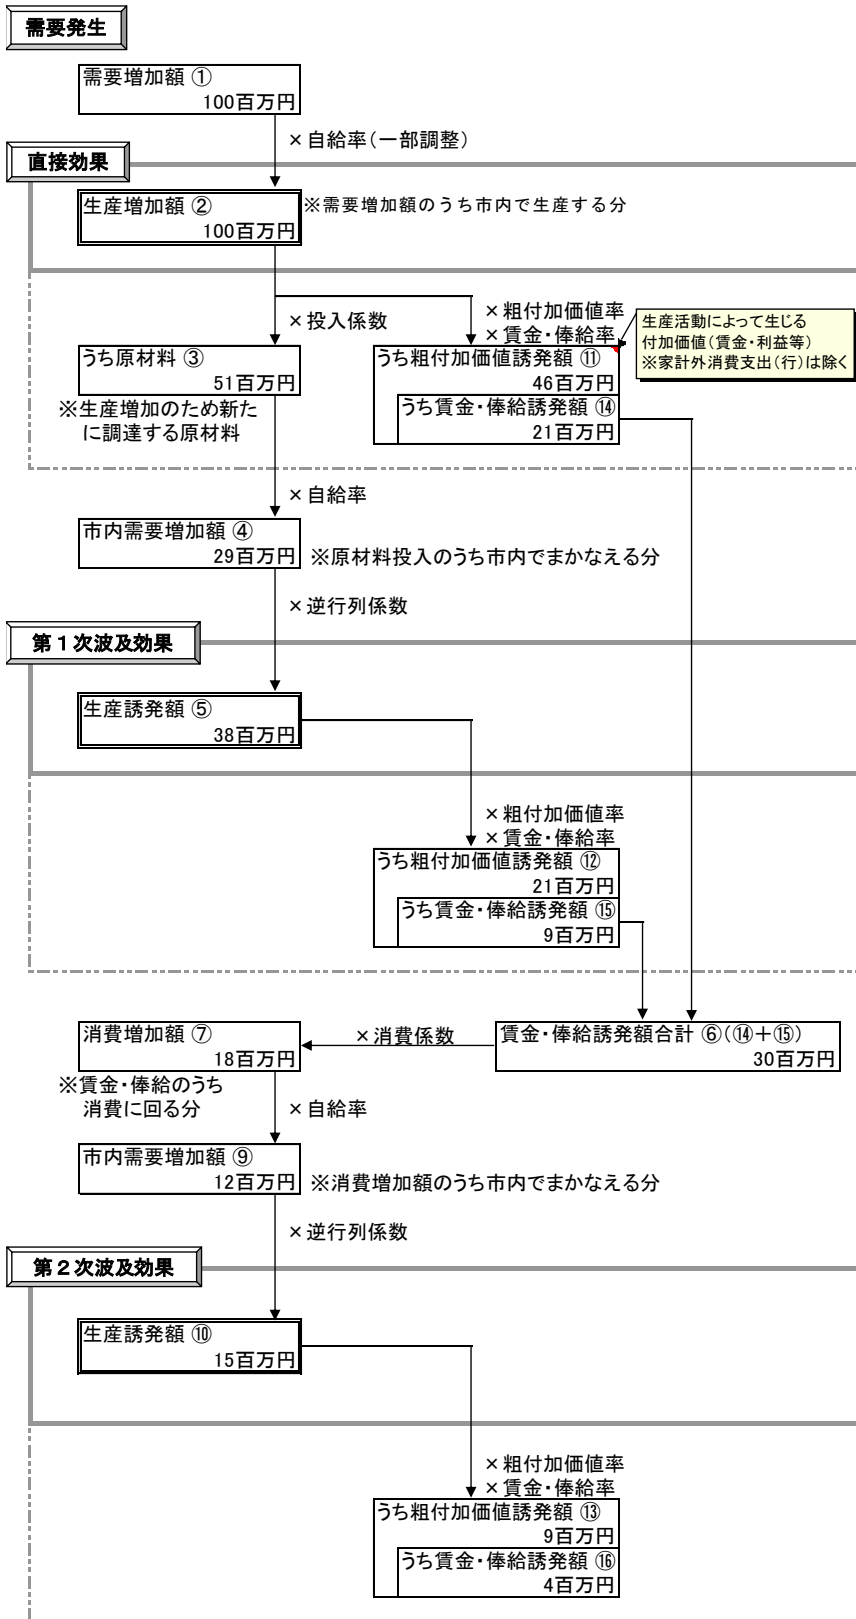 需要発生
需要増加額 ①
100百万円
×自給率(一部調整)
直接効果
生産増加額 ②
100百万円
※需要増加額のうち市内で生産する分
×投入係数
×粗付加価値率
×賃金・俸給率
生産活動によって生じる
付加価値(賃金・利益等)
※家計外消費支出(行)は除く
うち原材料 ③
51百万円
※生産増加のため新た
に調達する原材料
うち粗付加価値誘発額 ⑪
46百万円
うち賃金・俸給誘発額 ⑭
21百万円
×自給率
市内需要増加額 ④
29百万円
※原材料投入のうち市内でまかなえる分
×逆行列係数
第1次波及効果
生産誘発額 ⑤
38百万円
×粗付加価値率
×賃金・俸給率
うち粗付加価値誘発額 ⑫
21百万円
うち賃金・俸給誘発額 ⑮
9百万円
消費増加額 ⑦
18百万円
×消費係数
賃金・俸給誘発額合計 ⑥(⑭+⑮)
30百万円
※賃金・俸給のうち
消費に回る分
×自給率
市内需要増加額 ⑨
12百万円
※消費増加額のうち市内でまかなえる分
×逆行列係数
第2次波及効果
生産誘発額 ⑩
15百万円
×粗付加価値率
×賃金・俸給率
うち粗付加価値誘発額 ⑬
9百万円
うち賃金・俸給誘発額 ⑯
4百万円